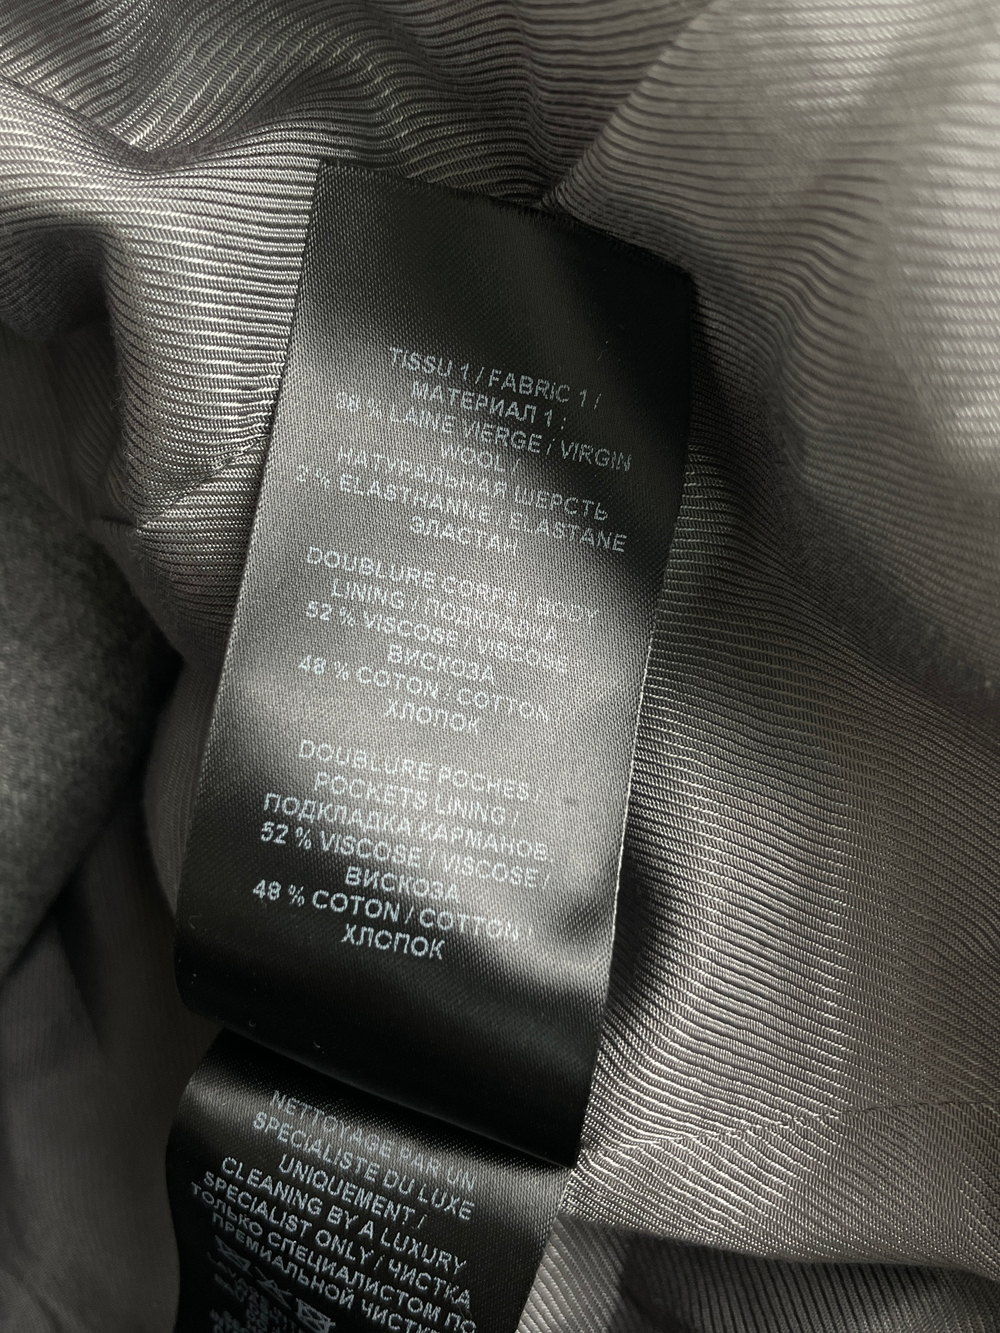 TISSU 1 / FABRIC 1 /
МАТЕРИАЛ 1 :
98 % LAINE VIERGE / VIRGIN
WOOL /
НАТУРАЛЬНАЯ ШЕРСТЬ
2 % ELASTHANNE / ELASTANE
ЭЛАСТАН
DOUBLURE CORPS / BODY
LINING / ПОДКЛАДКА
52 % VISCOSE / VISCOSE
ВИСКОЗА
48 % COTON / COTTON
ХЛОПОК
DOUBLURE POCHES /
POCKETS LINING /
ПОДКЛАДКА КАРМАНОВ:
52 % VISCOSE / VISCOSE /
ВИСКОЗА
48 % COTON / COTTON /
ХЛОПОК
NETTOYAGE PAR UN
SPECIALISTE DU LUXE
UNIQUEMENT /
CLEANING BY A LUXURY
SPECIALIST ONLY / ЧИСТКА
ТОЛЬКО СПЕЦИАЛИСТОМ ПО
ПРЕМИАЛЬНОЙ ЧИСТКЕ